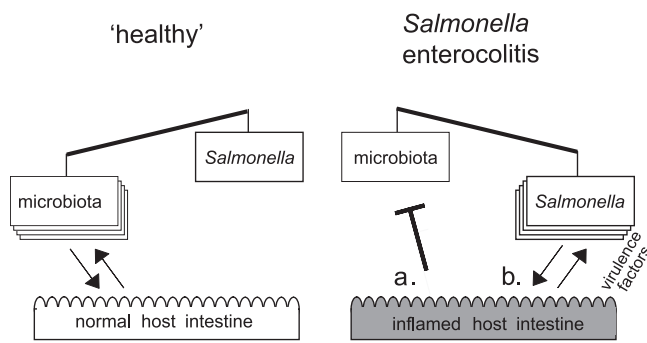 ‘healthy’
Salmonella
enterocolitis
Salmonella
microbiota
microbiota
Salmonella
a.
b.
virulence
factors
normal host intestine
inflamed host intestine